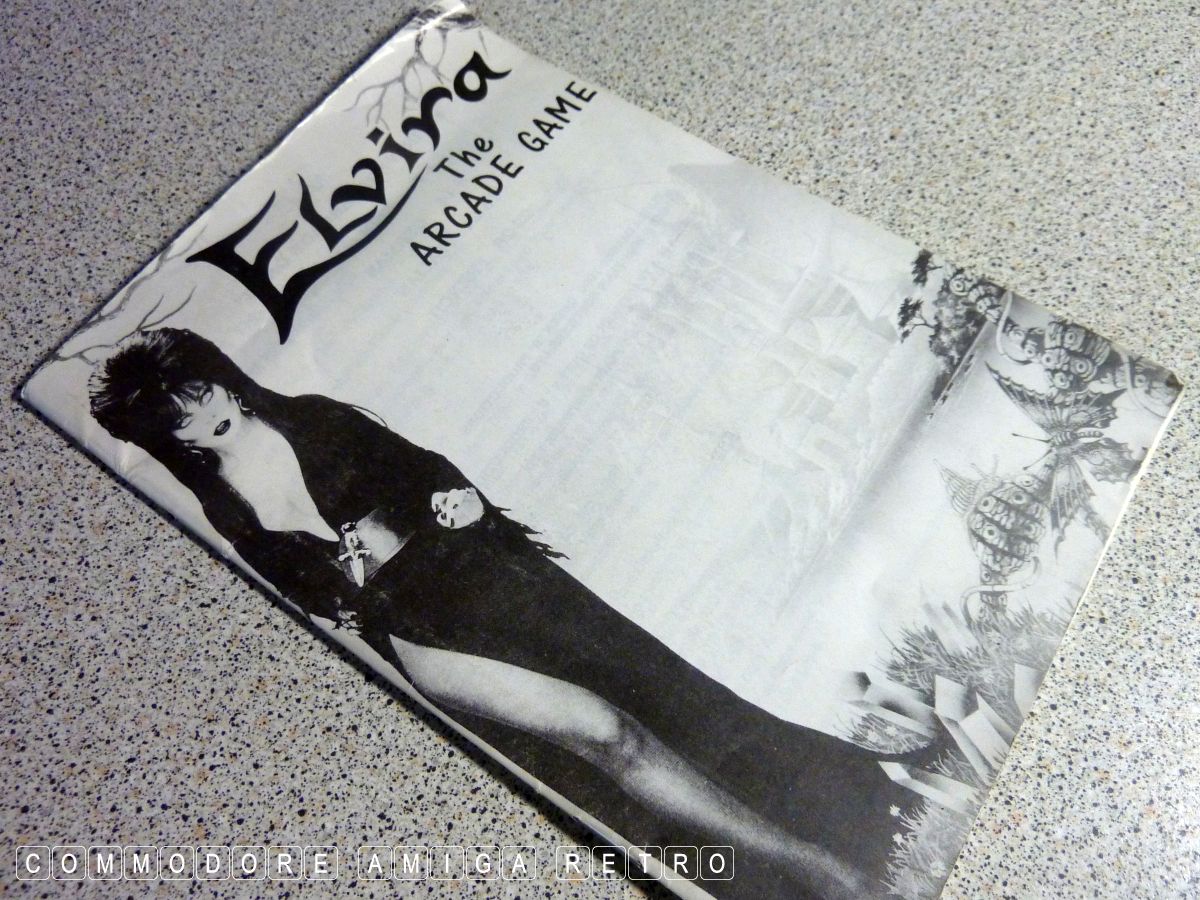 Elvira
The
ARCADE GAME
COMMODORE AMIGA RETRO